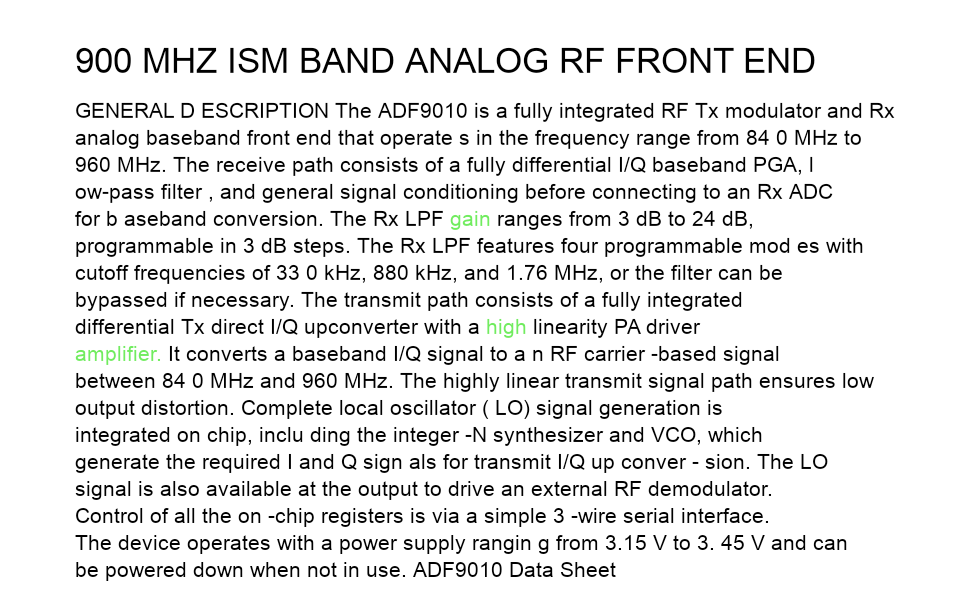 900 MHZ ISM BAND ANALOG RF FRONT END
GENERAL D ESCRIPTION The ADF9010 is a fully integrated RF Tx modulator and Rx
analog baseband front end that operate s in the frequency range from 84 0 MHz to
960 MHz. The receive path consists of a fully differential I/Q baseband PGA, l
ow-pass filter , and general signal conditioning before connecting to an Rx ADC
for b aseband conversion. The Rx LPF gain ranges from 3 dB to 24 dB,
programmable in 3 dB steps. The Rx LPF features four programmable mod es with
cutoff frequencies of 33 0 kHz, 880 kHz, and 1.76 MHz, or the filter can be
bypassed if necessary. The transmit path consists of a fully integrated
differential Tx direct I/Q upconverter with a high linearity PA driver
amplifier. It converts a baseband I/Q signal to a n RF carrier -based signal
between 84 0 MHz and 960 MHz. The highly linear transmit signal path ensures low
output distortion. Complete local oscillator ( LO) signal generation is
integrated on chip, inclu ding the integer -N synthesizer and VCO, which
generate the required I and Q sign als for transmit I/Q up conver - sion. The LO
signal is also available at the output to drive an external RF demodulator.
Control of all the on -chip registers is via a simple 3 -wire serial interface.
The device operates with a power supply rangin g from 3.15 V to 3. 45 V and can
be powered down when not in use. ADF9010 Data Sheet